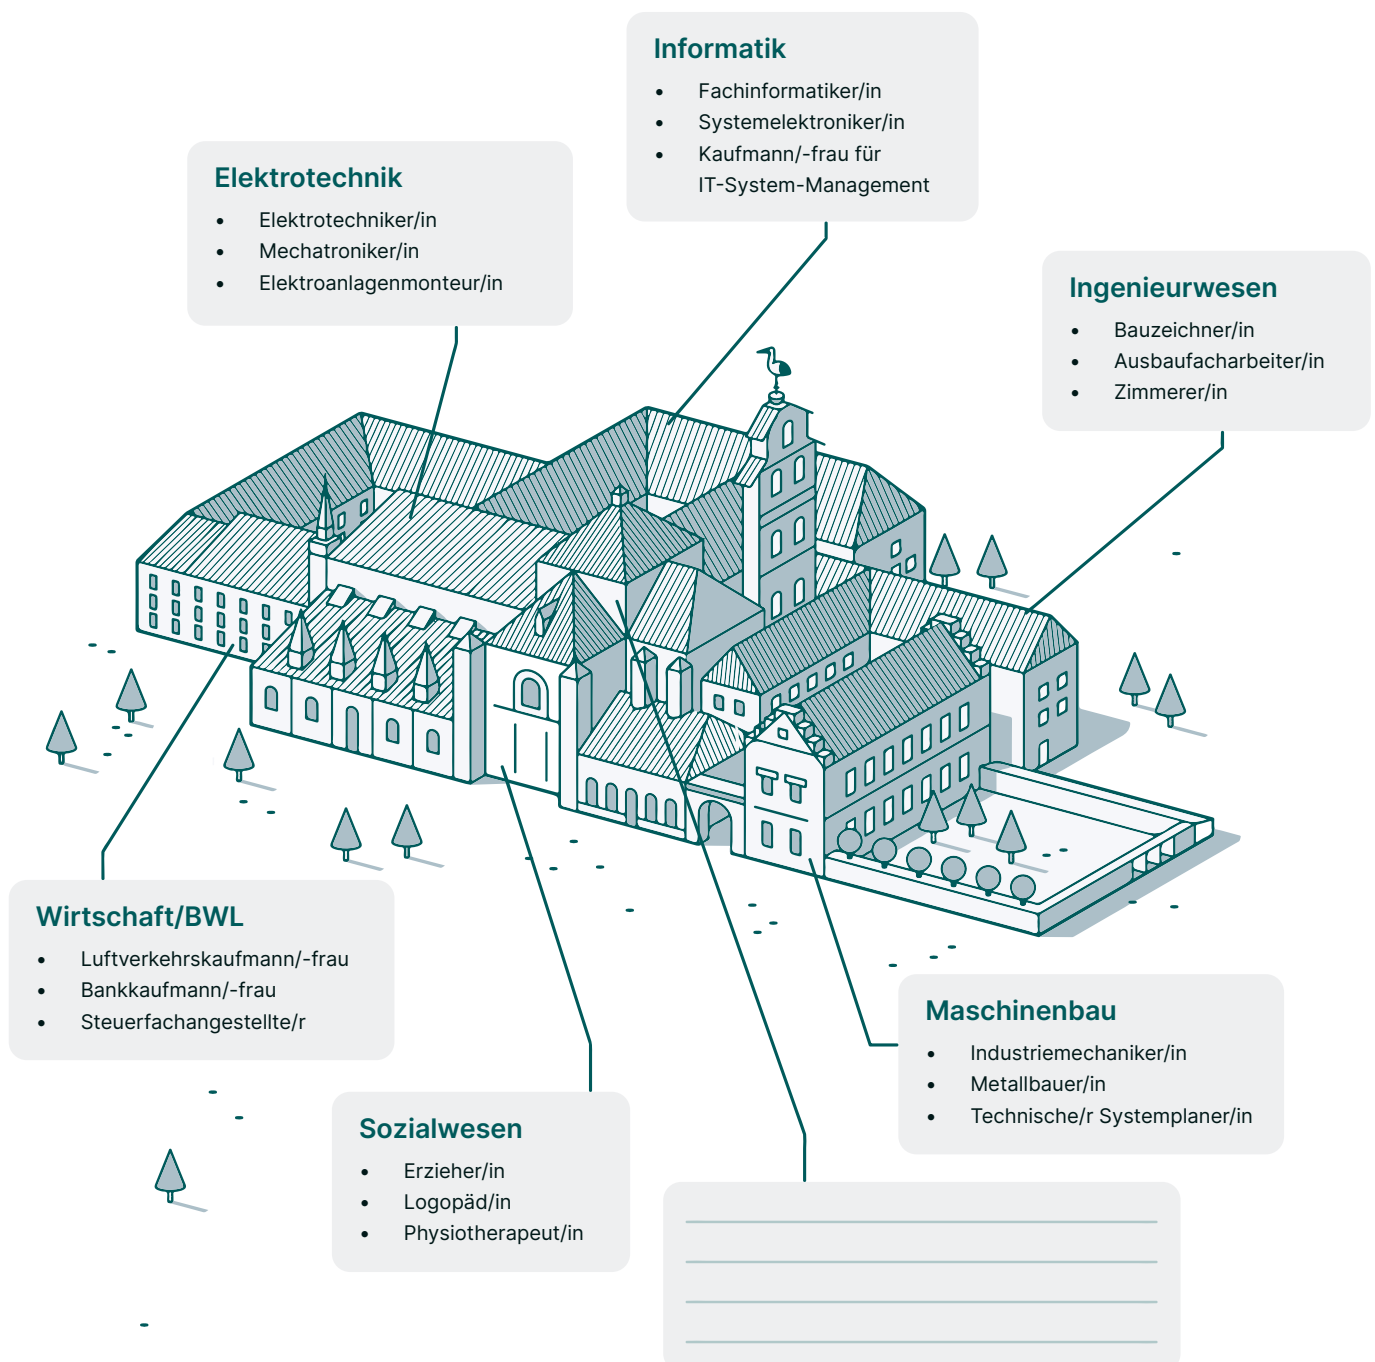 Informatik
• Fachinformatiker/in
• Systemelektroniker/in
• Kaufmann/-frau für
IT-System-Management
Elektrotechnik
• Elektrotechniker/in
• Mechatroniker/in
• Elektroanlagenmonteur/in
Ingenieurwesen
• Bauzeichner/in
• Ausbaufacharbeiter/in
• Zimmerer/in
Wirtschaft/BWL
• Luftverkehrskaufmann/-frau
• Bankkaufmann/-frau
• Steuerfachangestellte/r
Maschinenbau
• Industriemechaniker/in
• Metallbauer/in
• Technische/r Systemplaner/in
Sozialwesen
• Erzieher/in
• Logopäd/in
• Physiotherapeut/in